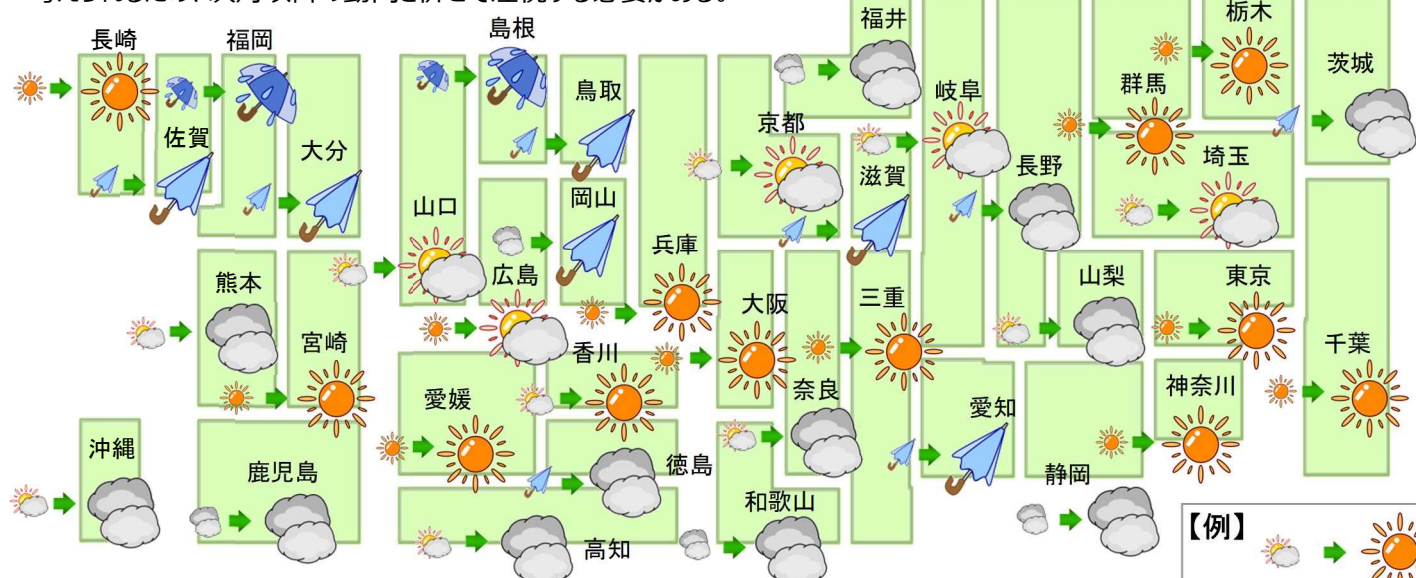 福井
栃木
長崎
福岡
島根
茨城
鳥取
岐阜
群馬
佐賀
大分
京都
滋賀
長野
埼玉
山口
岡山
熊本
広島
兵庫
大阪
三重
山梨
東京
宮崎
香川
千葉
愛媛
奈良
愛知
神奈川
沖縄
鹿児島
徳島
静岡
和歌山
高知
【例】